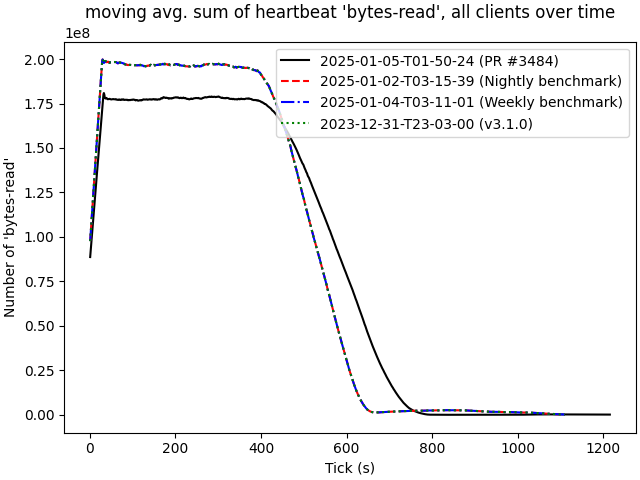 moving avg. sum of heartbeat 'bytes-read', all clients over time
1e8
2025-01-05-T01-50-24 (PR #3484)
2025-01-02-T03-15-39 (Nightly benchmark)
2025-01-04-T03-11-01 (Weekly benchmark)
2023-12-31-T23-03-00 (v3.1.0)
Number of 'bytes-read'
2.00
1.75
1.50
1.25
1.00
0.75
0.50
0.25
0.00
0 200 400 600 800 1000 1200
Tick (s)